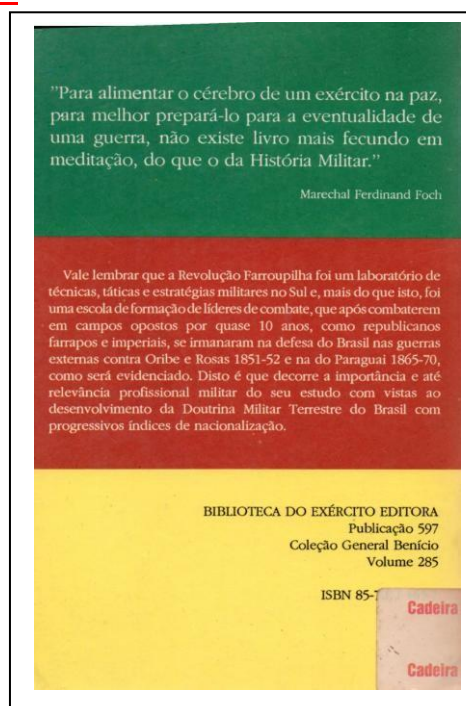 "Para alimentar o cérebro de um exército na paz,
para melhor prepará-lo para a eventualidade de
uma guerra, não existe livro mais fecundo em
meditação, do que o da História Militar."
Marechal Ferdinand Foch
Vale lembrar que a Revolução Farroupilha foi um laboratório de
técnicas, táticas e estratégias militares no Sul e, mais do que isto, foi
uma escola de formação de líderes de combate, que após combaterem
em campos opostos por quase 10 anos, como republicanos
farrapos e imperiais, se irmanaram na defesa do Brasil nas guerras
externas contra Oribe e Rosas 1851-52 e na do Paraguai 1865-70,
como será evidenciado. Disto é que decorre a importância e até
relevância profissional militar do seu estudo com vistas ao
desenvolvimento da Doutrina Militar Terrestre do Brasil com
progressivos índices de nacionalização.
BIBLIOTECA DO EXÉRCITO EDITORA
Publicação 597
Coleção General Benício
Volume 285
ISBN 85-
Cadeira
Cadeira